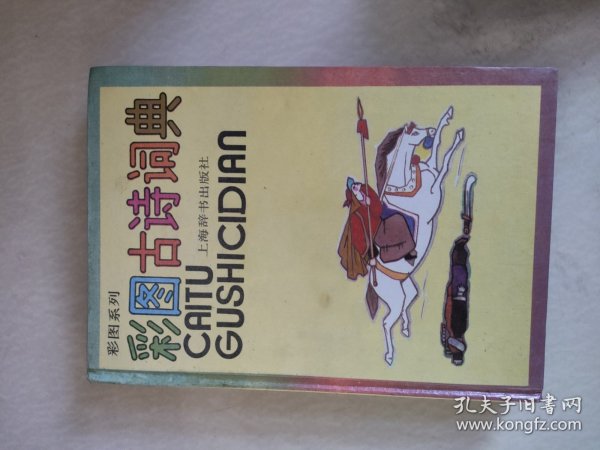 彩图系列
彩图古诗词典
CAITU
GUSHICIDIAN
上海辞书出版社
孔夫子旧书网
www.kongfz.com